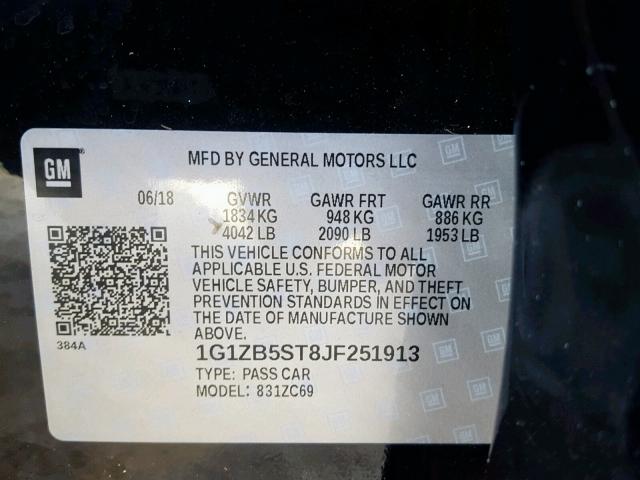 GM
MFD BY GENERAL MOTORS LLC
06/18 GVWR GAWR FRT GAWR RR
1834 KG 948 KG 886 KG
4042 LB 2090 LB 1953 LB
THIS VEHICLE CONFORMS TO ALL
APPLICABLE U.S. FEDERAL MOTOR
VEHICLE SAFETY, BUMPER, AND THEFT
PREVENTION STANDARDS IN EFFECT ON
THE DATE OF MANUFACTURE SHOWN
ABOVE.
384A
1G1ZB5ST8JF251913
TYPE: PASS CAR
MODEL: 831ZC69